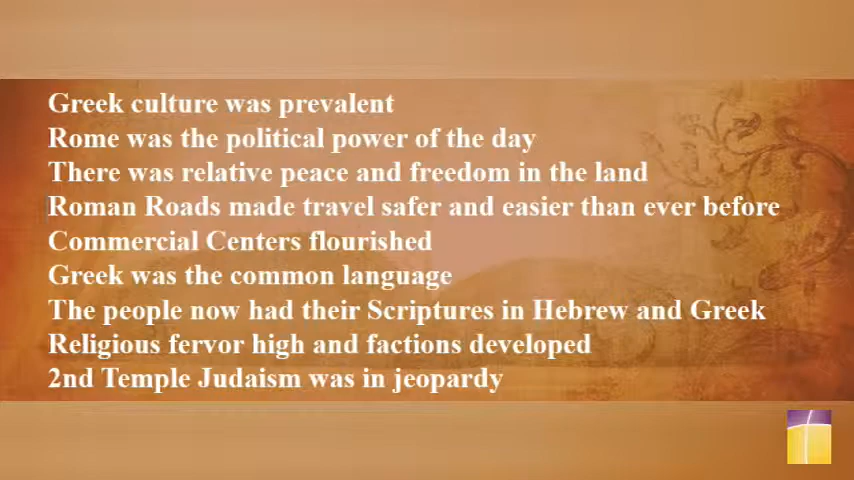 Greek culture was prevalent
Rome was the political power of the day
There was relative peace and freedom in the land
Roman Roads made travel safer and easier than ever before
Commercial Centers flourished
Greek was the common language
The people now had their Scriptures in Hebrew and Greek
Religious fervor high and factions developed
2nd Temple Judaism was in jeopardy